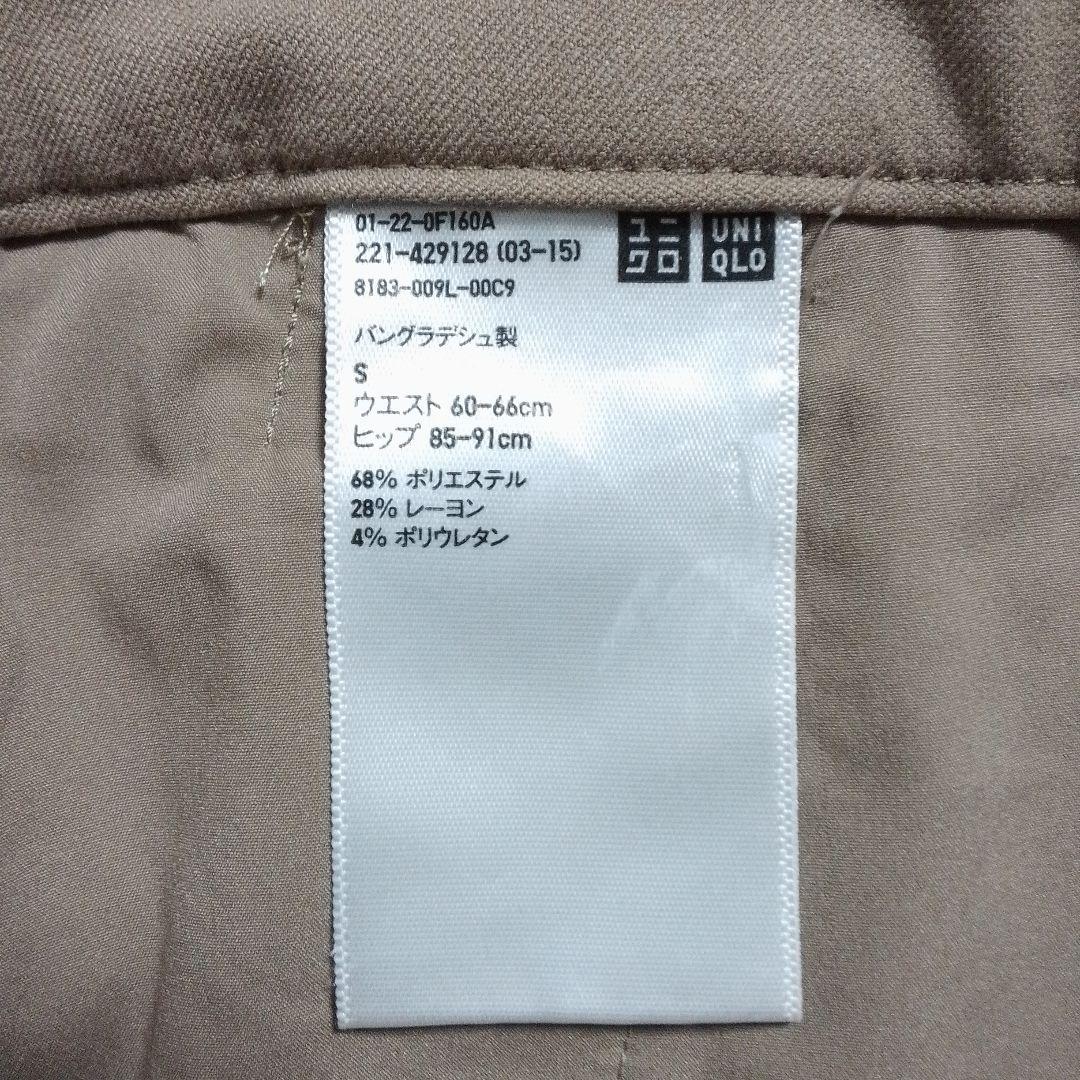 01-22-0F160A
221-429128 (03-15)
8183-009L-00C9
ユニ
クロ
UNI
QLO
バングラデシュ製
S
ウエスト 60-66cm
ヒップ 85-91cm
68% ポリエステル
28% レーヨン
4% ポリウレタン